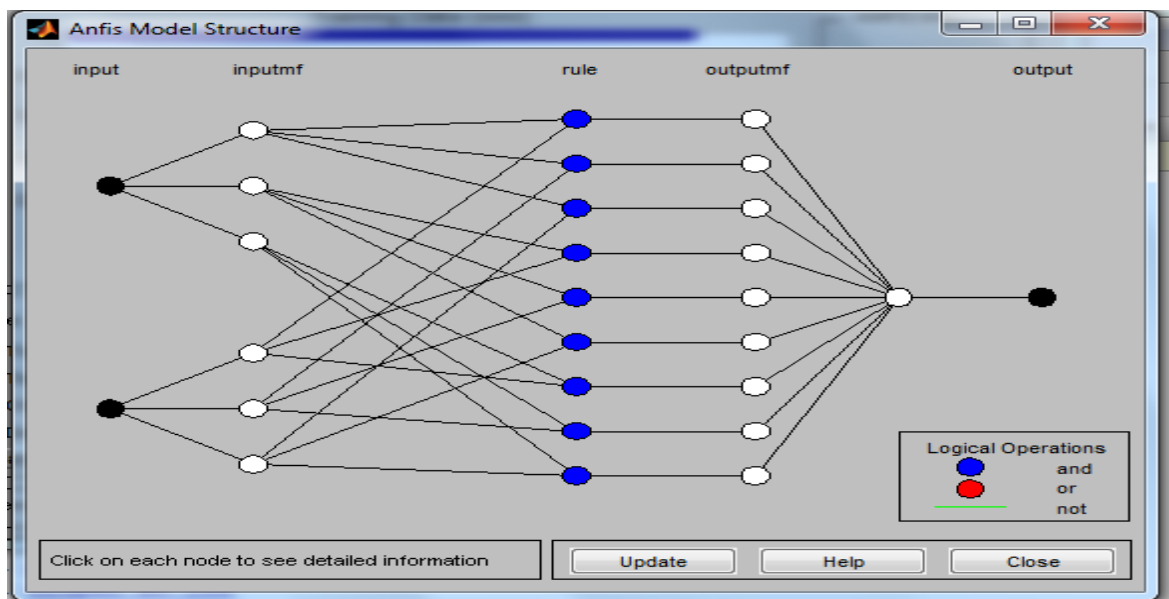 Anfis Model Structure
input inputmf rule outputmf output
Logical Operations
and
or
not
Click on each node to see detailed information
Update Help Close